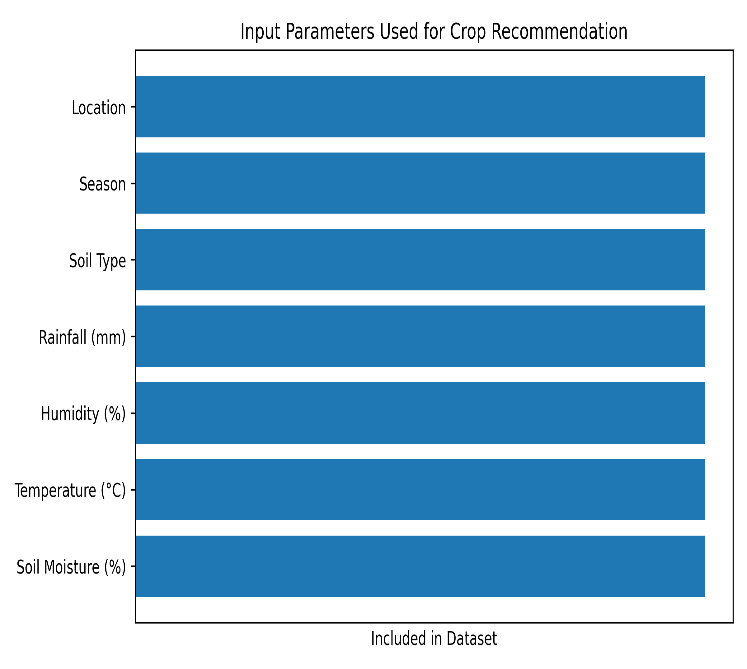 Input Parameters Used for Crop Recommendation
Location
Season
Soil Type
Rainfall (mm)
Humidity (%)
Temperature (°C)
Soil Moisture (%)
Included in Dataset